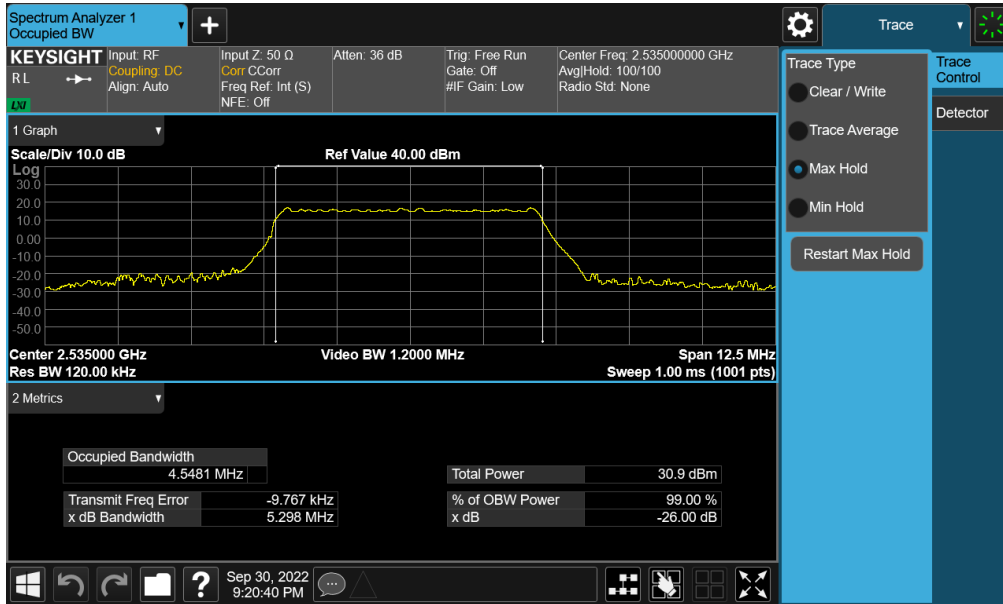 Spectrum Analyzer 1
Occupied BW
Trace
KEYSIGHT
R L
LXI
Input: RF
Coupling: DC
Align: Auto
Input Z: 50 Ω
Corr CCorr
Freq Ref: Int (S)
NFE: Off
Atten: 36 dB
Trig: Free Run
Gate: Off
#IF Gain: Low
Center Freq: 2.535000000 GHz
Avg|Hold: 100/100
Radio Std: None
Trace Type
Clear / Write
Trace Average
Max Hold
Min Hold
Restart Max Hold
Trace
Control
Detector
1 Graph
Scale/Div 10.0 dB
Ref Value 40.00 dBm
Log
30.0
20.0
10.0
0.00
-10.0
-20.0
-30.0
-40.0
-50.0
Center 2.535000 GHz
Video BW 1.2000 MHz
Span 12.5 MHz
Res BW 120.00 kHz
Sweep 1.00 ms (1001 pts)
2 Metrics
Occupied Bandwidth
4.5481 MHz
Total Power 30.9 dBm
Transmit Freq Error -9.767 kHz
% of OBW Power 99.00 %
x dB Bandwidth 5.298 MHz
x dB -26.00 dB
?
Sep 30, 2022
9:20:40 PM